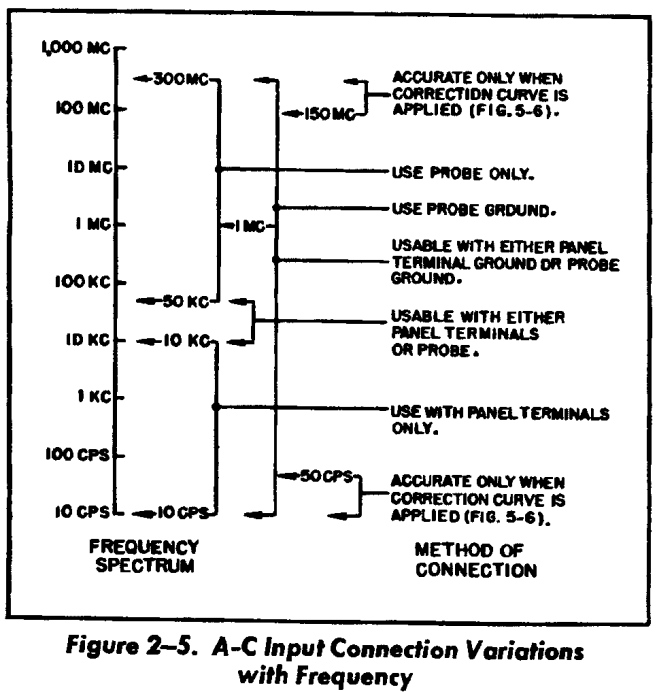 1,000 MC
300 MC
100 MC
150 MC
ACCURATE ONLY WHEN
CORRECTION CURVE IS
APPLIED (FIG. 5-6).
10 MC
USE PROBE ONLY.
USE PROBE GROUND.
1 MC
1 MC
USABLE WITH EITHER PANEL
TERMINAL GROUND OR PROBE
GROUND.
100 KC
50 KC
USABLE WITH EITHER
PANEL TERMINALS
OR PROBE.
10 KC
10 KC
1 KC
USE WITH PANEL TERMINALS
ONLY.
100 CPS
50 CPS
ACCURATE ONLY WHEN
CORRECTION CURVE IS
APPLIED (FIG. 5-6).
10 CPS
10 CPS
FREQUENCY
SPECTRUM
METHOD OF
CONNECTION
Figure 2–5. A-C Input Connection Variations
with Frequency